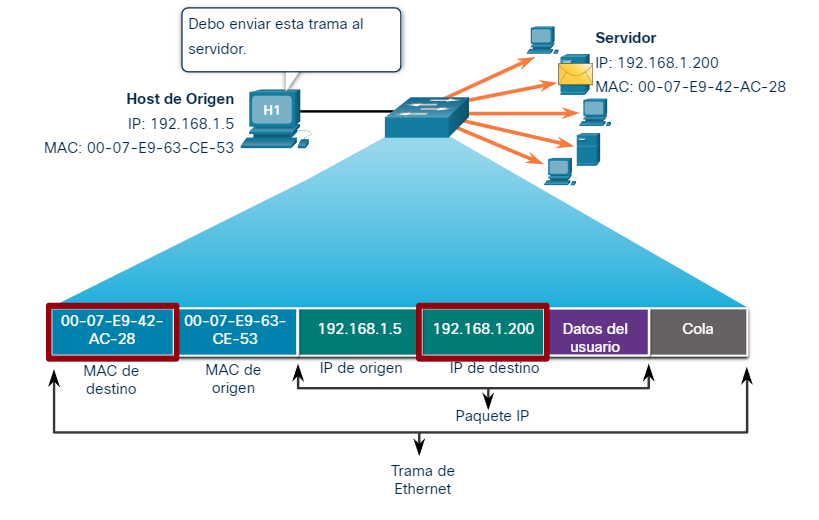 Debo enviar esta trama al
servidor.
Servidor
IP: 192.168.1.200
MAC: 00-07-E9-42-AC-28
Host de Origen
IP: 192.168.1.5
MAC: 00-07-E9-63-CE-53
H1
00-07-E9-42-
AC-28
00-07-E9-63-
CE-53
192.168.1.5
192.168.1.200
Datos del
usuario
Cola
MAC de
destino
MAC de
origen
IP de origen
IP de destino
Paquete IP
Trama de
Ethernet